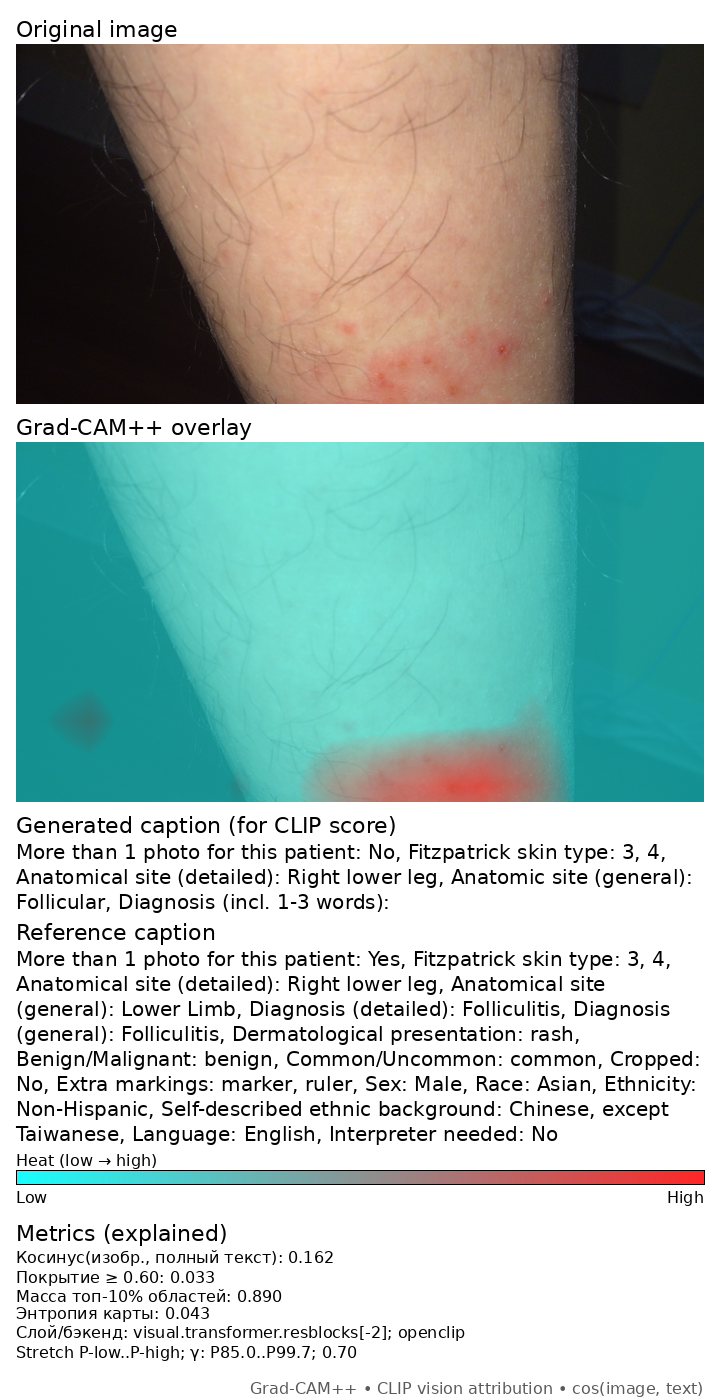 Original image
Grad-CAM++ overlay
Generated caption (for CLIP score)
More than 1 photo for this patient: No, Fitzpatrick skin type: 3, 4,
Anatomical site (detailed): Right lower leg, Anatomic site (general):
Follicular, Diagnosis (incl. 1-3 words):
Reference caption
More than 1 photo for this patient: Yes, Fitzpatrick skin type: 3, 4,
Anatomical site (detailed): Right lower leg, Anatomical site
(general): Lower Limb, Diagnosis (detailed): Folliculitis, Diagnosis
(general): Folliculitis, Dermatological presentation: rash,
Benign/Malignant: benign, Common/Uncommon: common, Cropped:
No, Extra markings: marker, ruler, Sex: Male, Race: Asian, Ethnicity:
Non-Hispanic, Self-described ethnic background: Chinese, except
Taiwanese, Language: English, Interpreter needed: No
Heat (low → high)
Low High
Metrics (explained)
Косинус(изобр., полный текст): 0.162
Покрытие ≥ 0.60: 0.033
Масса топ-10% областей: 0.890
Энтропия карты: 0.043
Слой/бэкенд: visual.transformer.resblocks[-2]; openclip
Stretch P-low..P-high; γ: P85.0..P99.7; 0.70
Grad-CAM++ • CLIP vision attribution • cos(image, text)